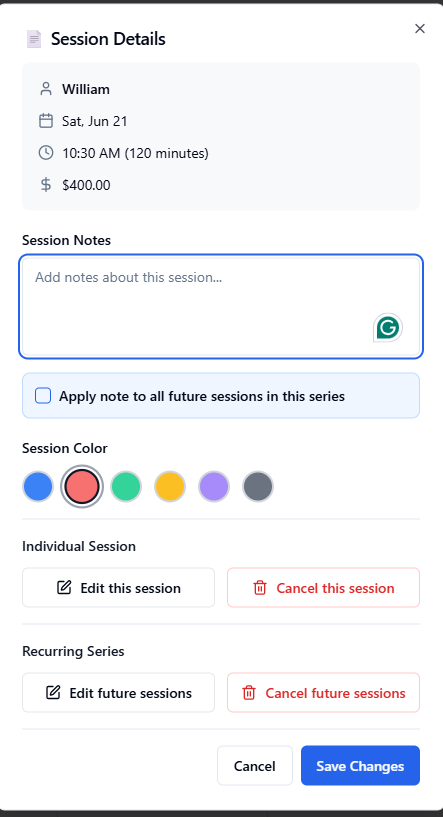 Session Details
William
Sat, Jun 21
10:30 AM (120 minutes)
$400.00
Session Notes
Add notes about this session...
Apply note to all future sessions in this series
Session Color
Individual Session
Edit this session
Cancel this session
Recurring Series
Edit future sessions
Cancel future sessions
Cancel
Save Changes